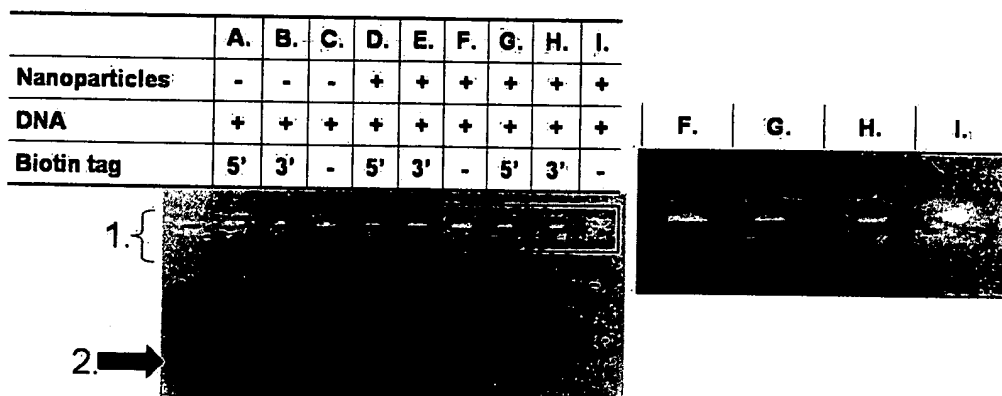 A. B. C. D. E. F. G. H. I.
Nanoparticles - - - + + + + + +
DNA + + + + + + + + +
Biotin tag 5' 3' - 5' 3' - 5' 3' -
F. G. H. I.
1.
2.